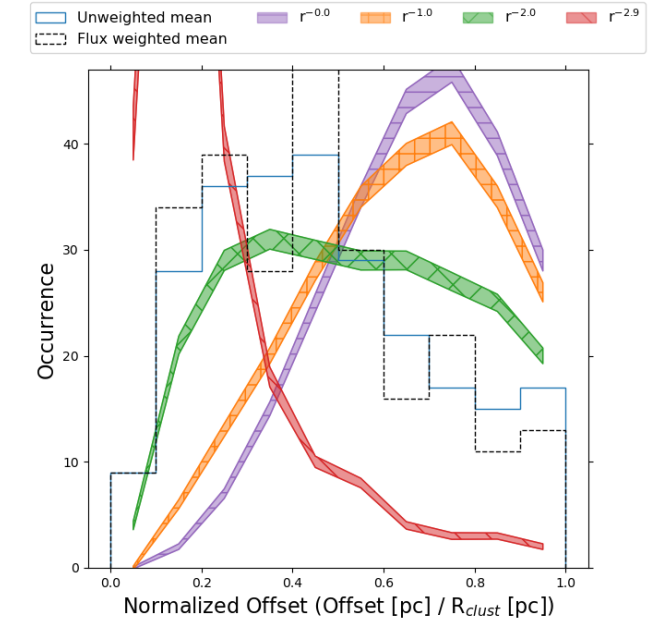 Unweighted mean
Flux weighted mean
r^-0.0
r^-1.0
r^-2.0
r^-2.9
Occurrence
40
30
20
10
0
0.0 0.2 0.4 0.6 0.8 1.0
Normalized Offset (Offset [pc] / R_clust [pc])